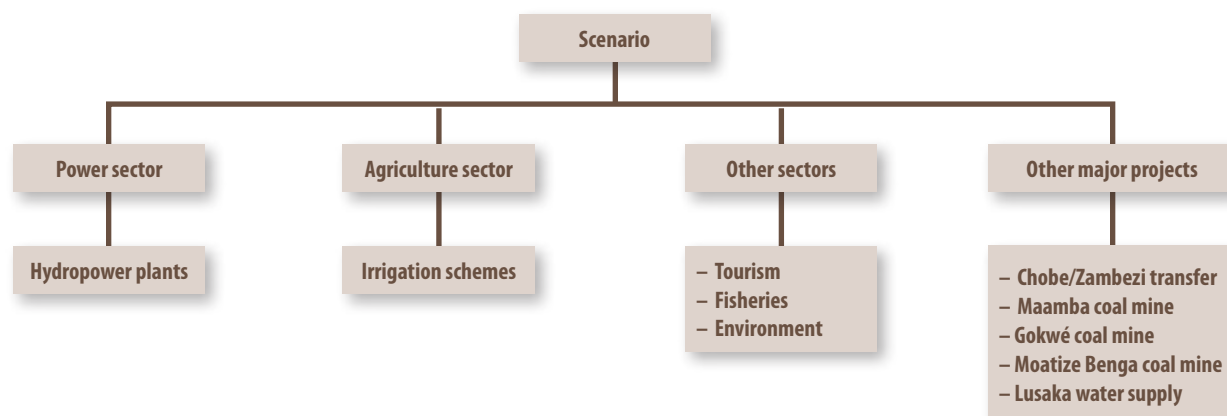 Scenario
Power sector
Agriculture sector
Other sectors
Other major projects
Hydropower plants
Irrigation schemes
– Tourism
– Fisheries
– Environment
– Chobe/Zambezi transfer
– Maamba coal mine
– Gokwé coal mine
– Moatize Benga coal mine
– Lusaka water supply